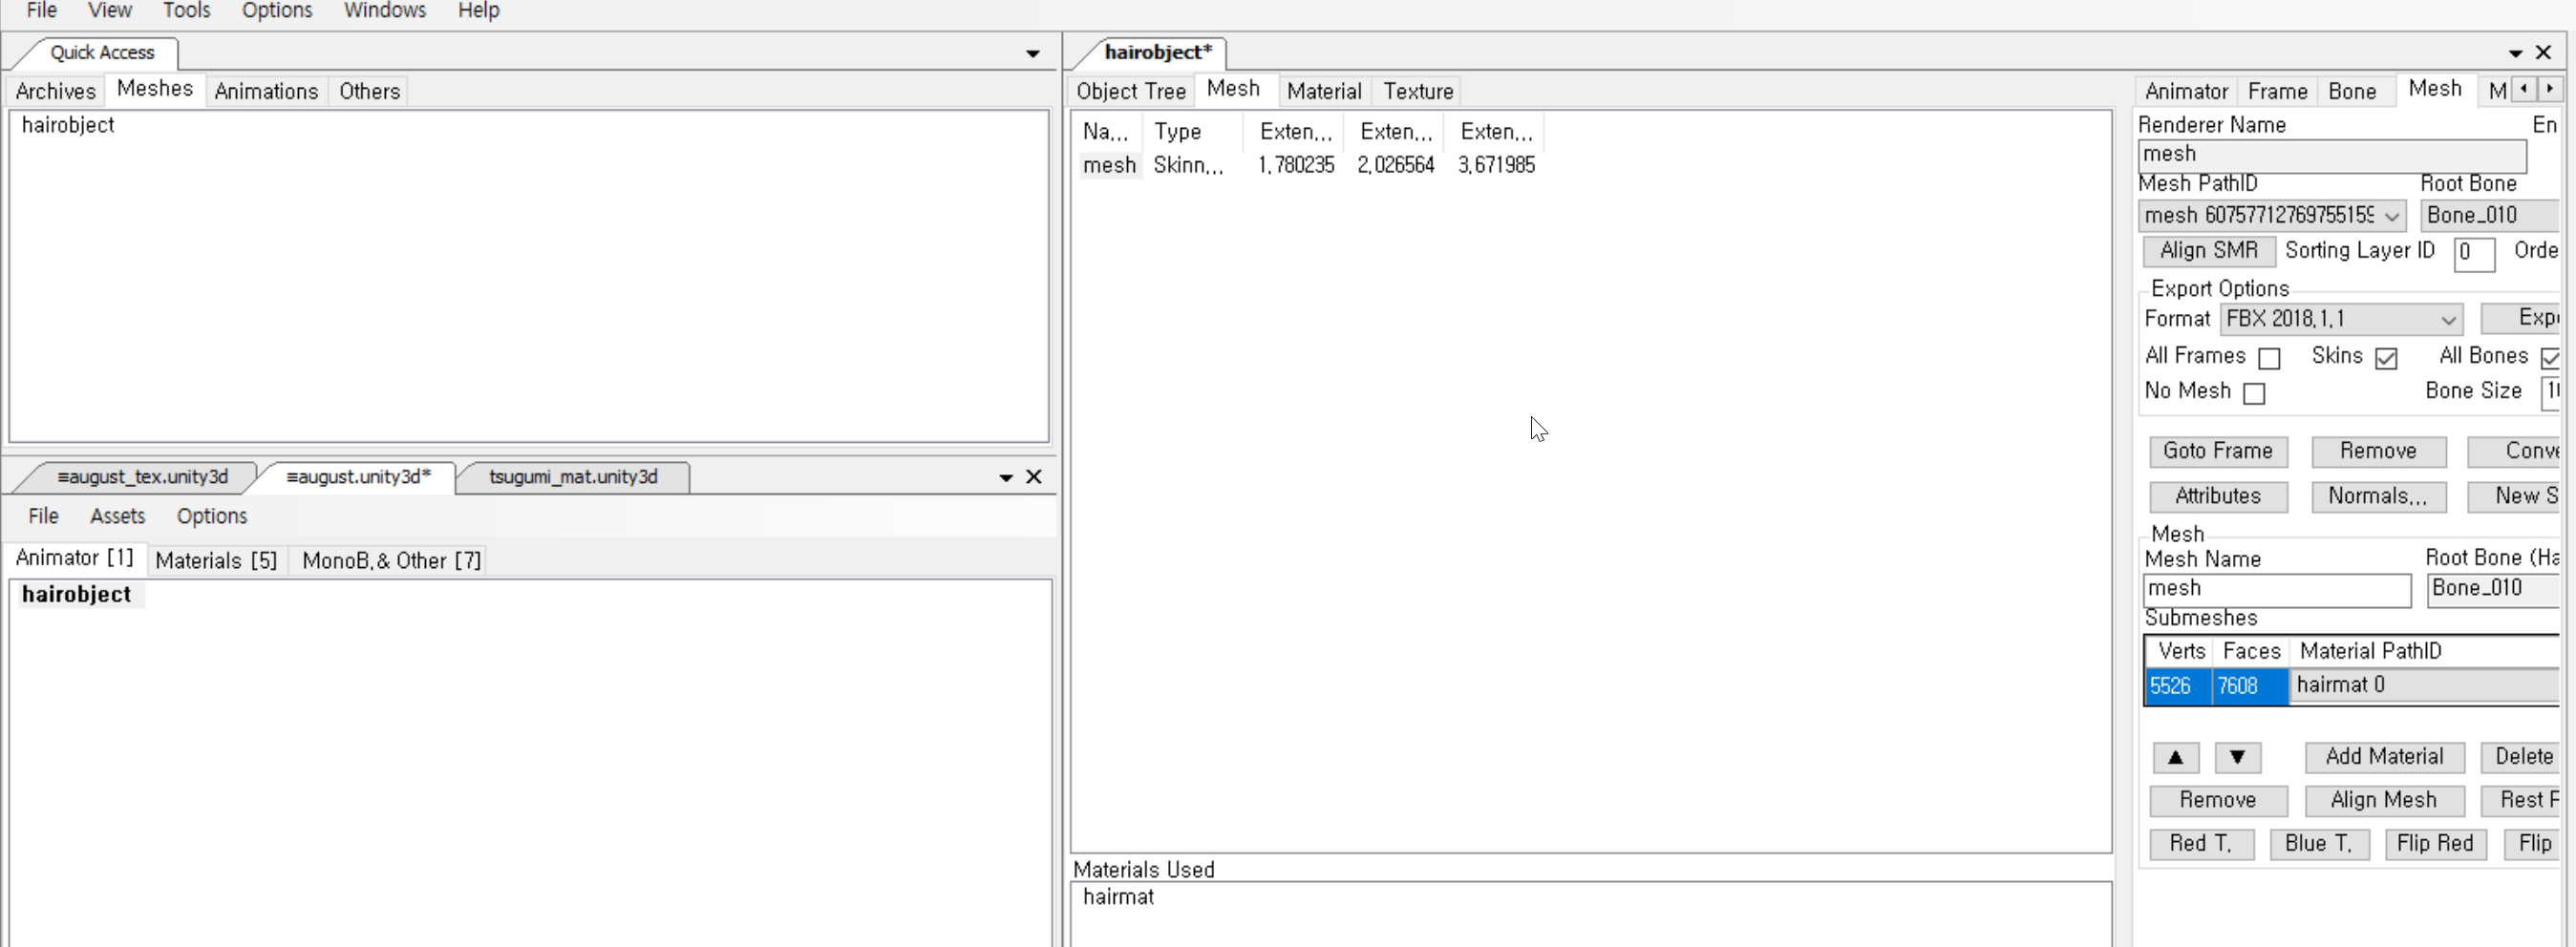 File View Tools Options Windows Help
Quick Access
Archives Meshes Animations Others
hairobject
≡august_tex.unity3d ≡august.unity3d* tsugumi_mat.unity3d
File Assets Options
Animator [1] Materials [5] MonoB.& Other [7]
hairobject
hairobject*
Object Tree Mesh Material Texture
Na... Type Exten... Exten... Exten...
mesh Skinn... 1,780235 2,026564 3,671985
Materials Used
hairmat
Animator Frame Bone Mesh M
Renderer Name En
mesh
Mesh PathID Root Bone
mesh 6075771276975515 Bone_010
Align SMR Sorting Layer ID 0 Orde
Export Options
Format FBX 2018.1.1 Exp
All Frames Skins All Bones
No Mesh Bone Size 1
Goto Frame Remove Conve
Attributes Normals... New S
Mesh
Mesh Name Root Bone (Ha
mesh Bone_010
Submeshes
Verts Faces Material PathID
5526 7608 hairmat 0
▲ ▼ Add Material Delete
Remove Align Mesh Rest P
Red T. Blue T. Flip Red Flip